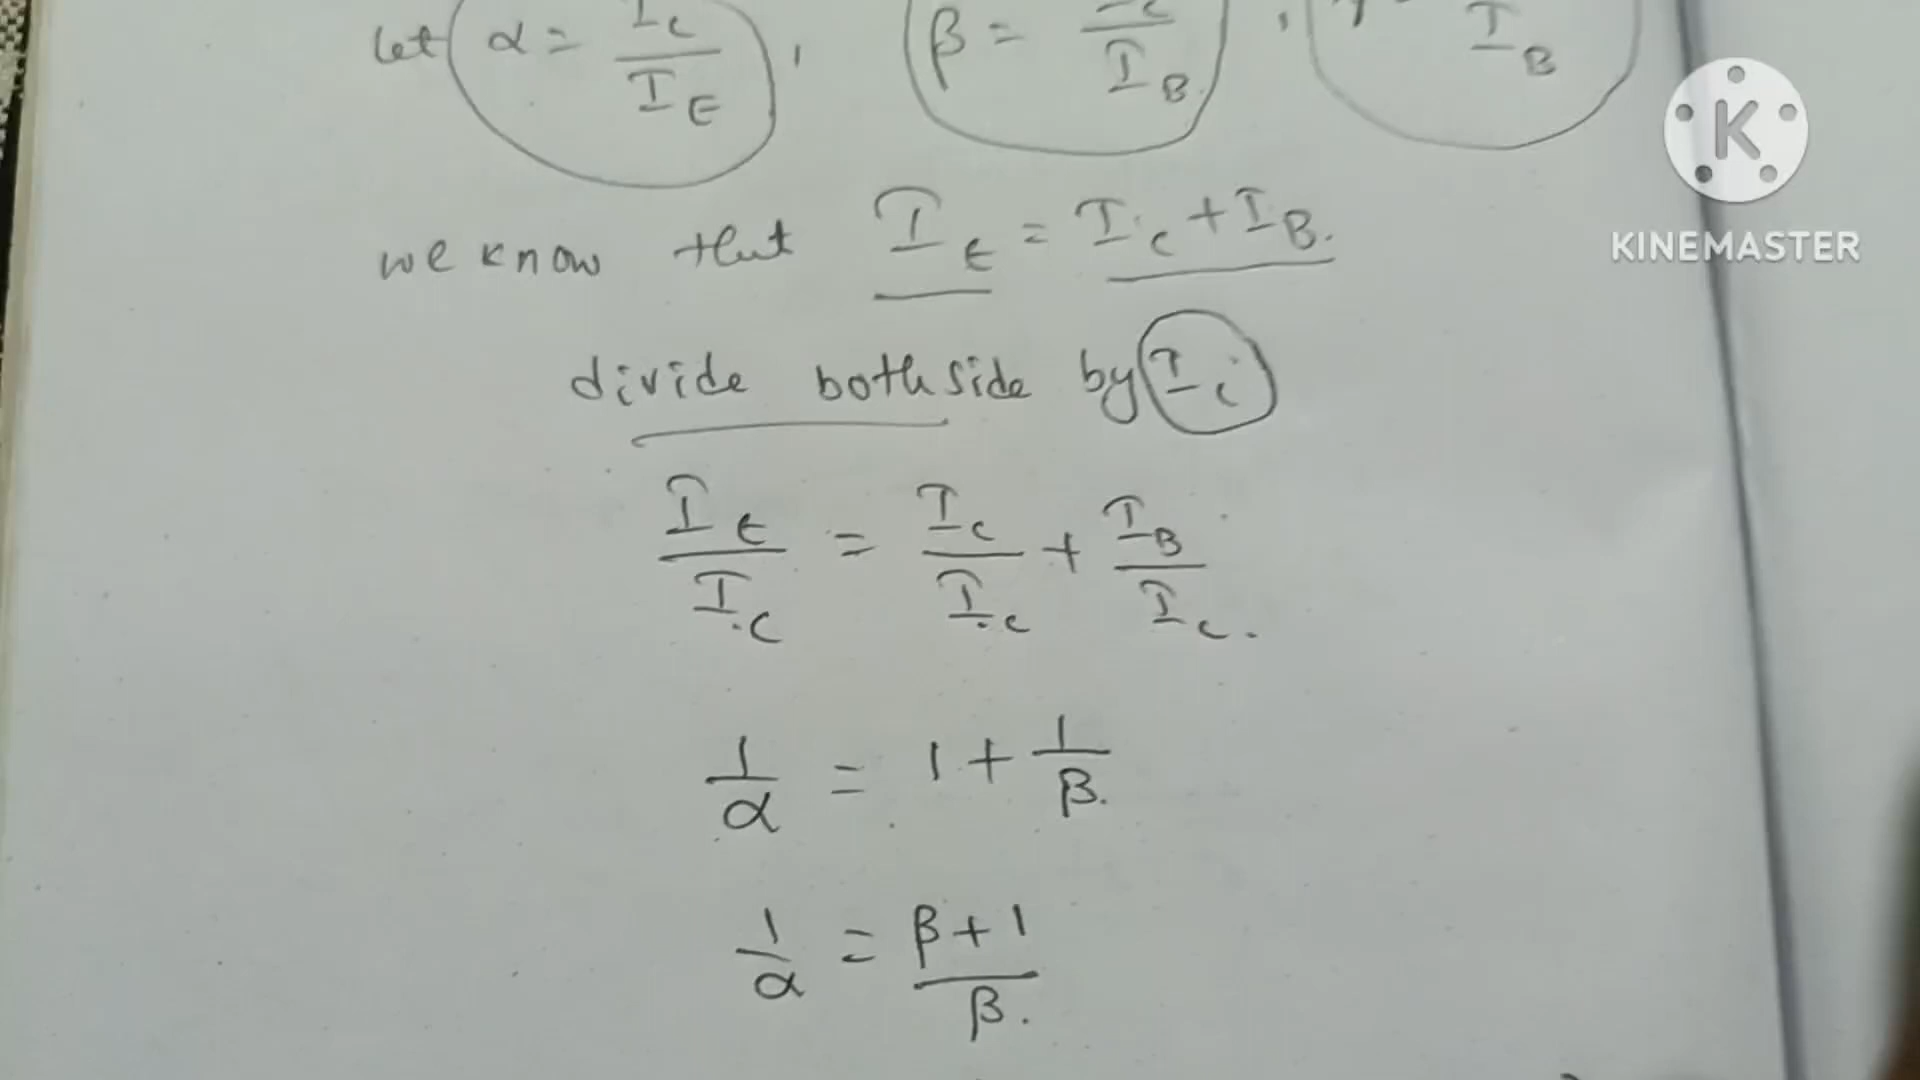 let α = I_C / I_E , β = I_C / I_B , I_B
we know that I_E = I_C + I_B.
divide both side by I_C
I_E / I_C = I_C / I_C + I_B / I_C.
1/α = 1 + 1/β.
1/α = β+1 / β.
K
KINEMASTER